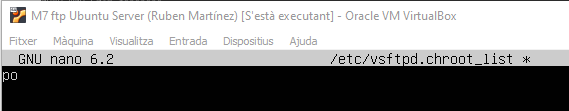 M7 ftp Ubuntu Server (Ruben Martínez) [S'està executant] - Oracle VM VirtualBox
Fitxer Màquina Visualitza Entrada Dispositius Ajuda
GNU nano 6.2 /etc/vsftpd.chroot_list *
po